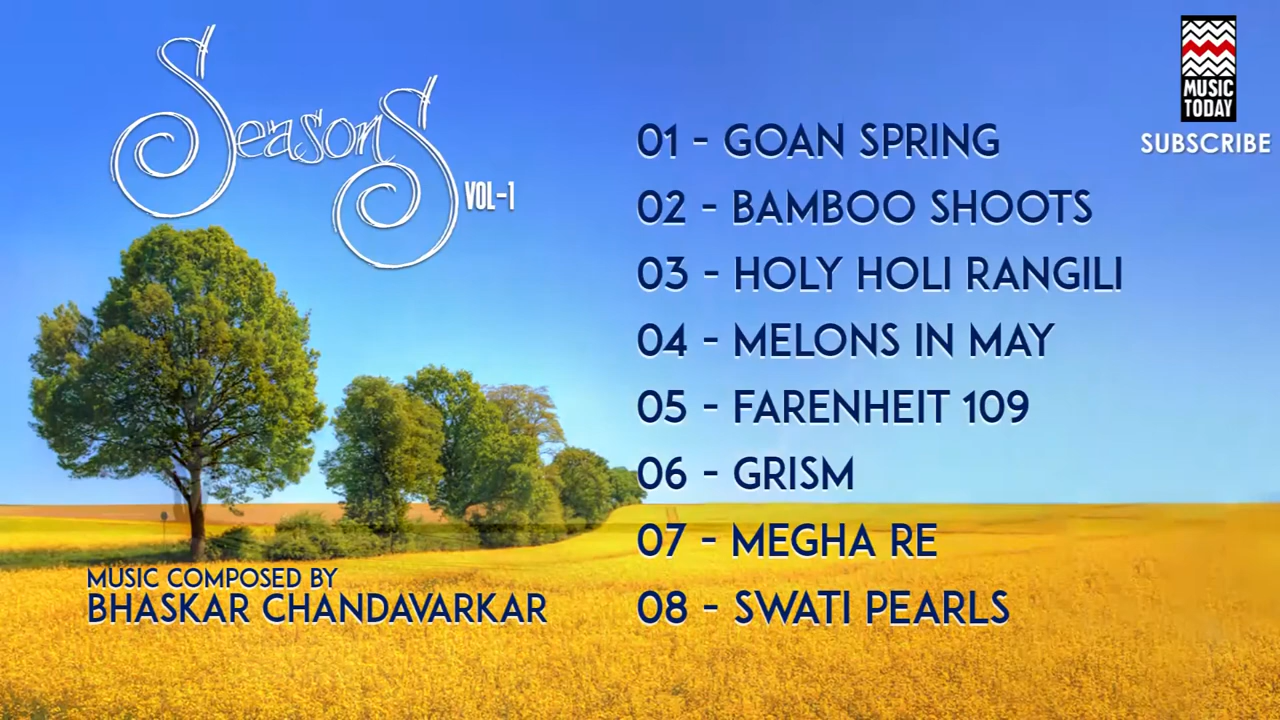 Seasons
VOL-1
MUSIC COMPOSED BY
BHASKAR CHANDAVARKAR
01 - GOAN SPRING
02 - BAMBOO SHOOTS
03 - HOLY HOLI RANGILI
04 - MELONS IN MAY
05 - FARENHEIT 109
06 - GRISM
07 - MEGHA RE
08 - SWATI PEARLS
MUSIC
TODAY
SUBSCRIBE